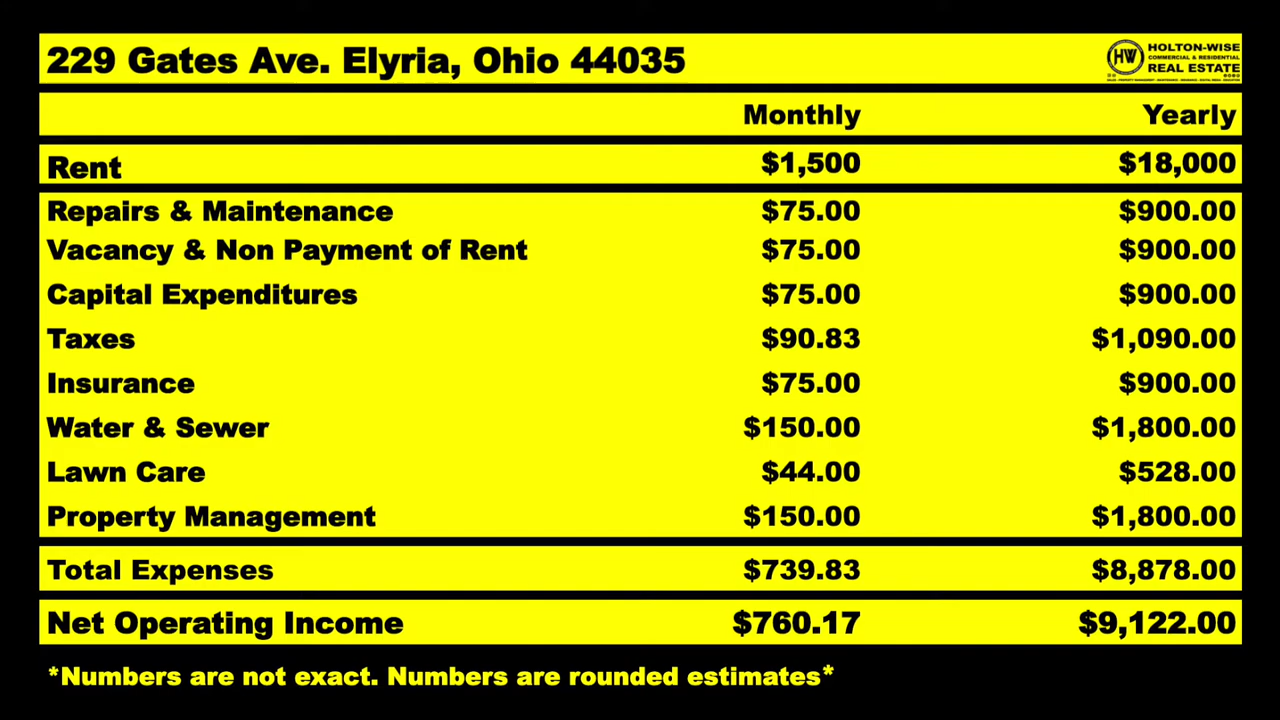 229 Gates Ave. Elyria, Ohio 44035
HW
HOLTON-WISE
COMMERCIAL & RESIDENTIAL
REAL ESTATE
Monthly Yearly
Rent $1,500 $18,000
Repairs & Maintenance $75.00 $900.00
Vacancy & Non Payment of Rent $75.00 $900.00
Capital Expenditures $75.00 $900.00
Taxes $90.83 $1,090.00
Insurance $75.00 $900.00
Water & Sewer $150.00 $1,800.00
Lawn Care $44.00 $528.00
Property Management $150.00 $1,800.00
Total Expenses $739.83 $8,878.00
Net Operating Income $760.17 $9,122.00
*Numbers are not exact. Numbers are rounded estimates*